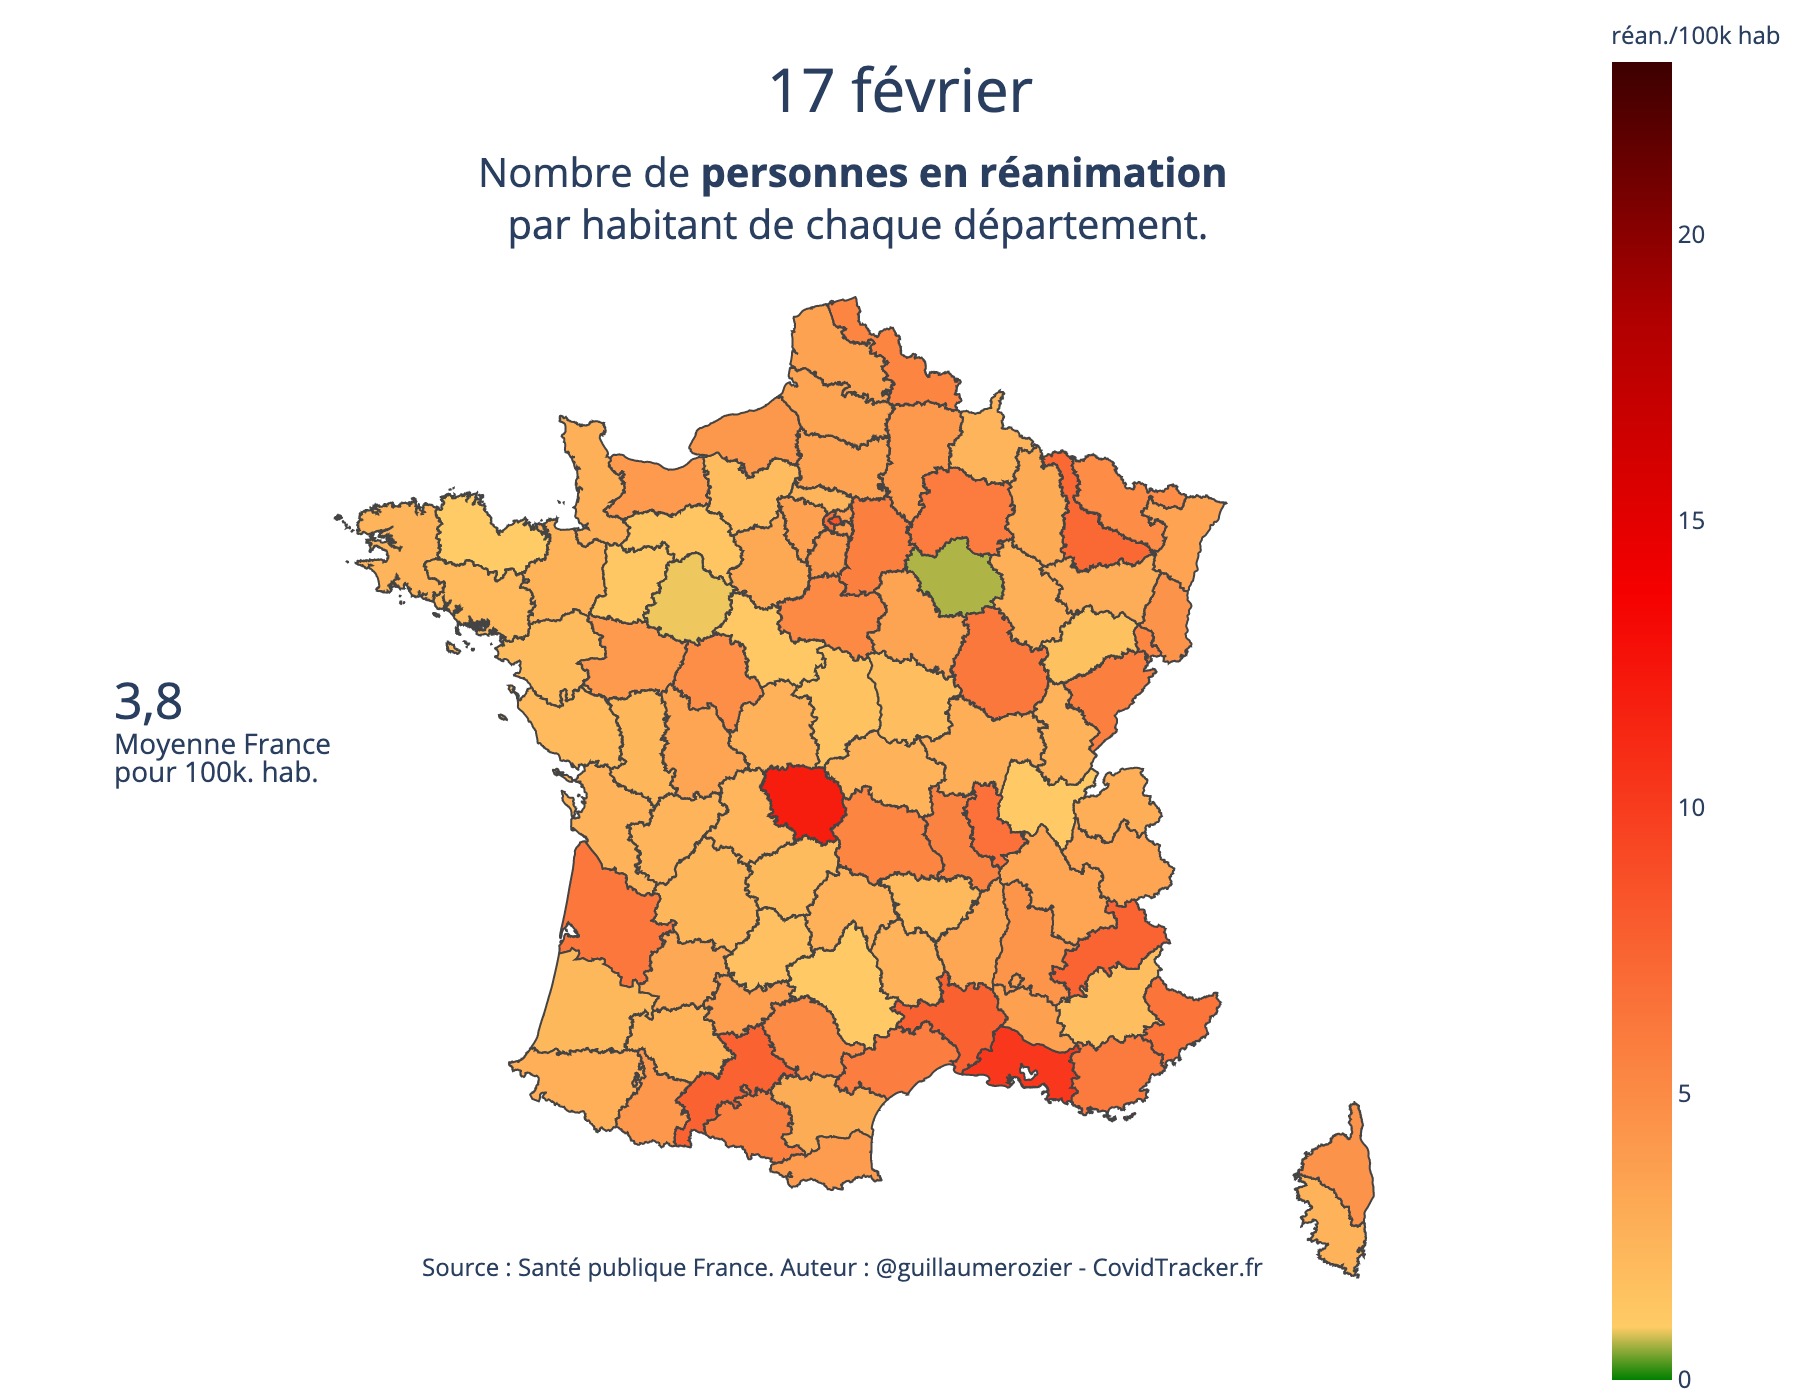 réan./100k hab
17 février
Nombre de personnes en réanimation
par habitant de chaque département.
20
15
10
5
0
3,8
Moyenne France
pour 100k. hab.
Source : Santé publique France. Auteur : @guillaumerozier - CovidTracker.fr